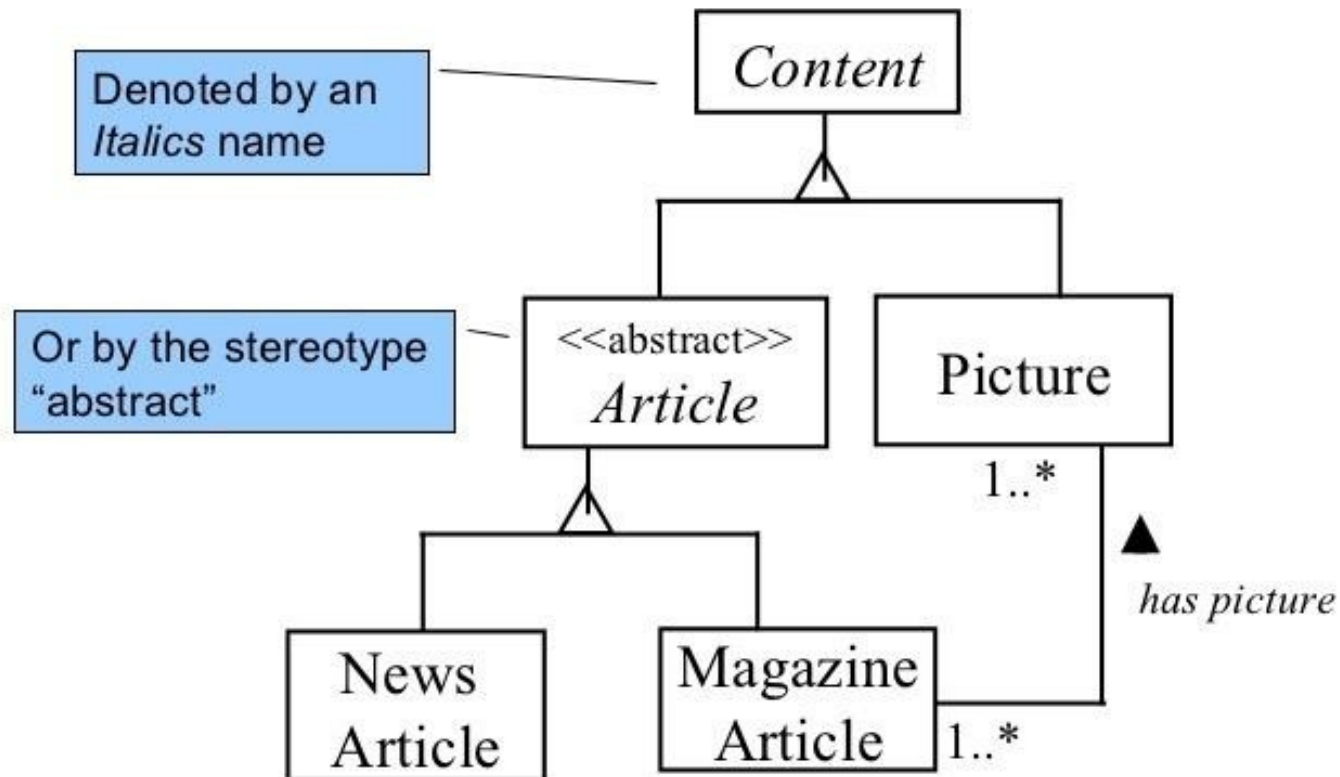 Content
Denoted by an
Italics name
Or by the stereotype
“abstract”
<<abstract>>
Article
Picture
1..*
has picture
News
Article
Magazine
Article
1..*